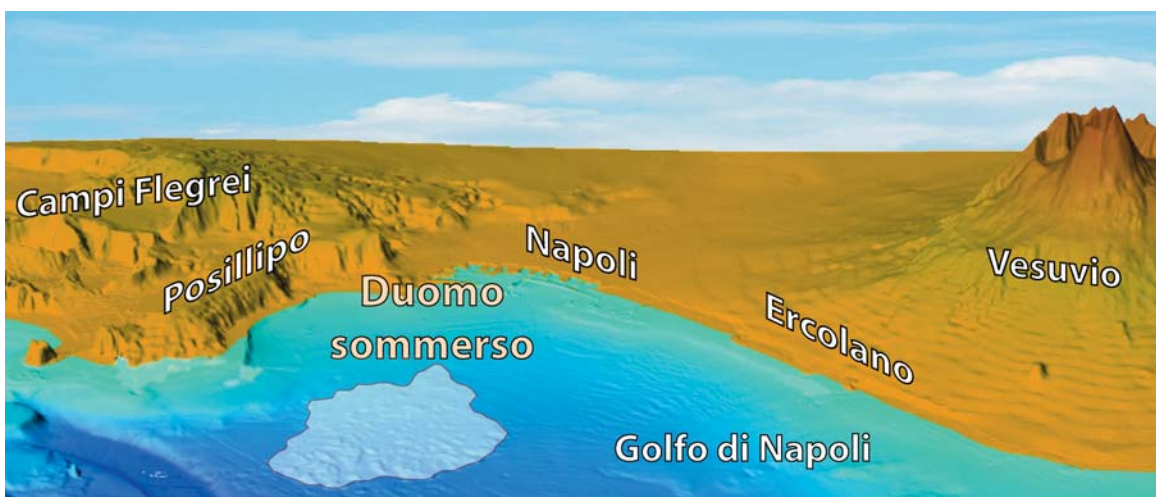 Campi Flegrei
Posillipo
Duomo
sommerso
Napoli
Ercolano
Vesuvio
Golfo di Napoli